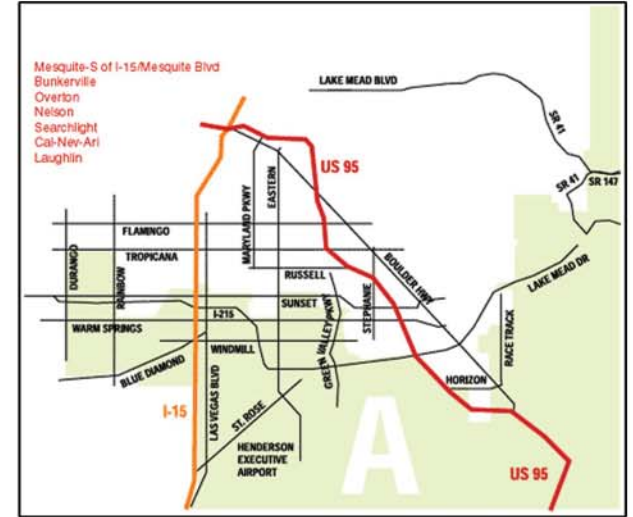 Mesquite-S of I-15/Mesquite Blvd
Bunkerville
Overton
Nelson
Searchlight
Cal-Nev-Ari
Laughlin
LAKE MEAD BLVD
SR 41
SR 41
SR 147
US 95
EASTERN
MARYLAND PKWY
FLAMINGO
TROPICANA
DURANGO
RAINBOW
RUSSELL
BOULDER HWY
LAKE MEAD DR
SUNSET
I-215
STEPHANIE
GREEN VALLEY PKWY
WARM SPRINGS
WINDMILL
RACE TRACK
BLUE DIAMOND
LAS VEGAS BLVD
HORIZON
I-15
ST. ROSE
HENDERSON
EXECUTIVE
AIRPORT
A
US 95